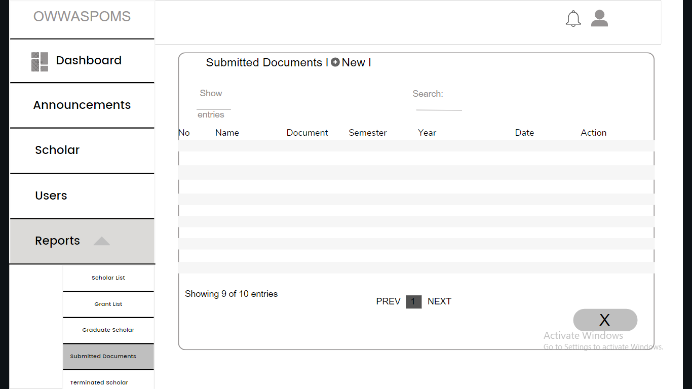 OWWASPOMS
Dashboard
Announcements
Scholar
Users
Reports
Scholar List
Grant List
Graduate Scholar
Submitted Documents
Terminated Scholar
Submitted Documents | New |
Show
entries
Search:
No Name Document Semester Year Date Action
Showing 9 of 10 entries
PREV 1 NEXT
X
Activate Windows
Go to Settings to activate Windows.